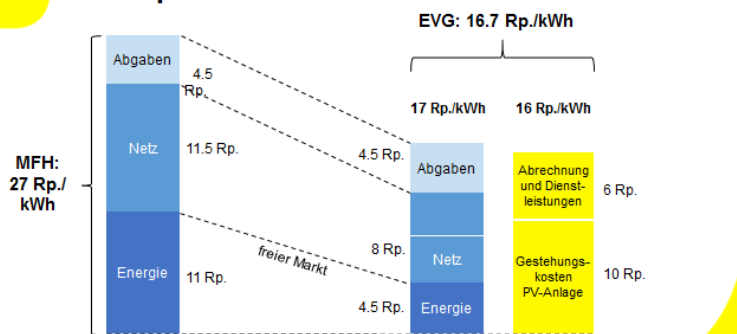 EVG: 16.7 Rp./kWh
Abgaben
4.5
Rp.
17 Rp./kWh
16 Rp./kWh
Netz
11.5 Rp.
MFH:
27 Rp./
kWh
4.5 Rp.
Abgaben
Abrechnung
und Dienst-
leistungen
6 Rp.
freier Markt
8 Rp.
Netz
Energie
11 Rp.
Gestehungs-
kosten
PV-Anlage
10 Rp.
4.5 Rp.
Energie